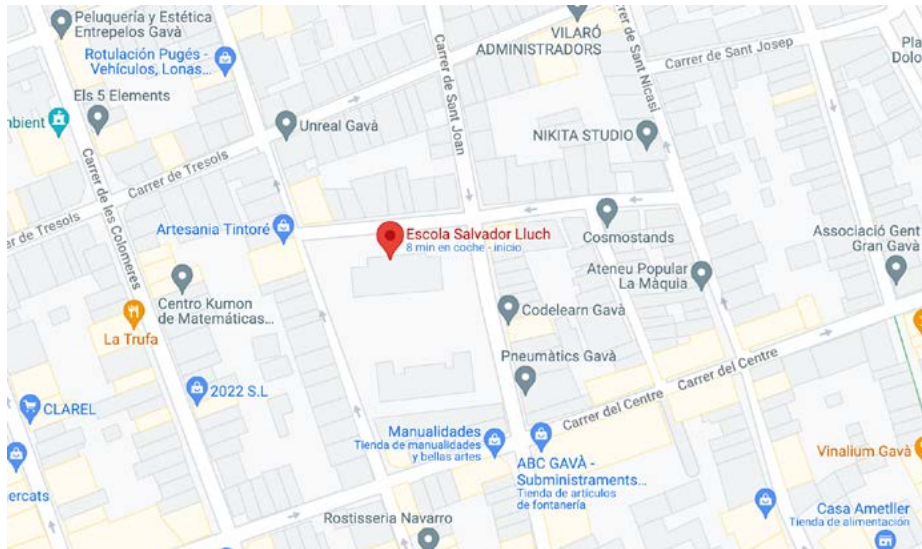 Peluquería y Estética
Entrepelos Gavà
VILARÓ
ADMINISTRADORS
Carrer de Sant Josep
Pla
Dolo
Rotulación Pugés -
Vehículos, Lonas...
Carrer de Sant Joan
Carrer de Sant Nicasi
Els 5 Elements
mbient
Unreal Gavà
NIKITA STUDIO
Carrer de Tresols
Carrer de les Colomeres
er de Tresols
Artesania Tintoré
Escola Salvador Lluch
8 min en coche - inicio
Cosmostands
Associació Gent
Gran Gavà
Ateneu Popular
La Màquia
Centro Kumon
de Matemáticas...
Codelearn Gavà
La Trufa
Pneumàtics Gavà
Carrer del Centre
2022 S.L
CLAREL
Carrer del Centre
Manualidades
Tienda de manualidades
y bellas artes
ABC GAVÀ -
Subministraments...
Tienda de artículos
de fontanería
Vinalium Gavà
ercats
Rostisseria Navarro
Casa Ametller
Tienda de alimentación